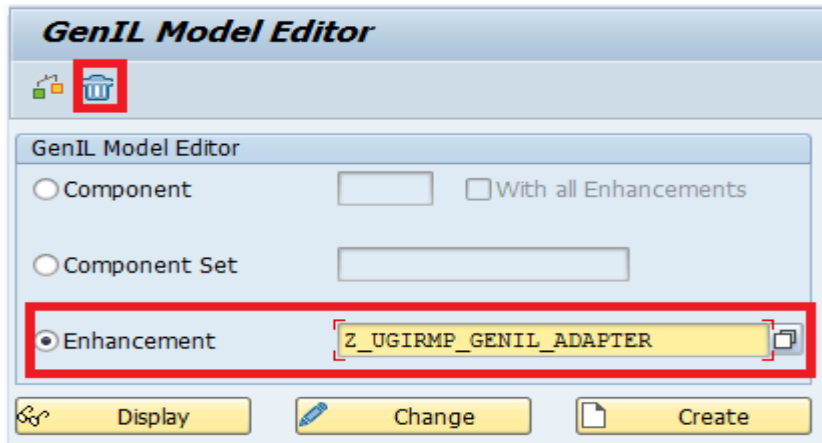 GenIL Model Editor
GenIL Model Editor
Component
With all Enhancements
Component Set
Enhancement Z_UGIRMP_GENIL_ADAPTER
Display Change Create